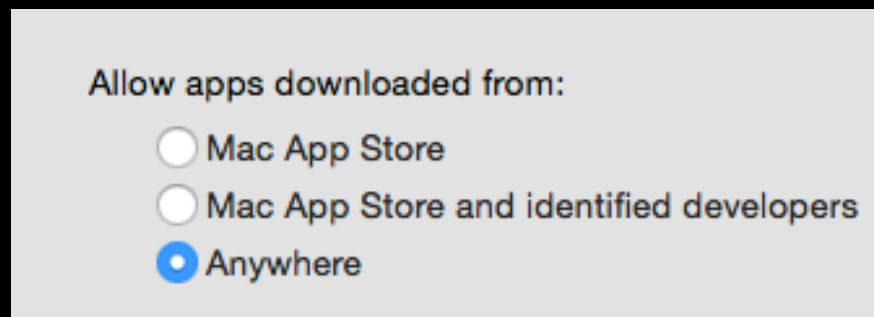 Allow apps downloaded from:
Mac App Store
Mac App Store and identified developers
Anywhere